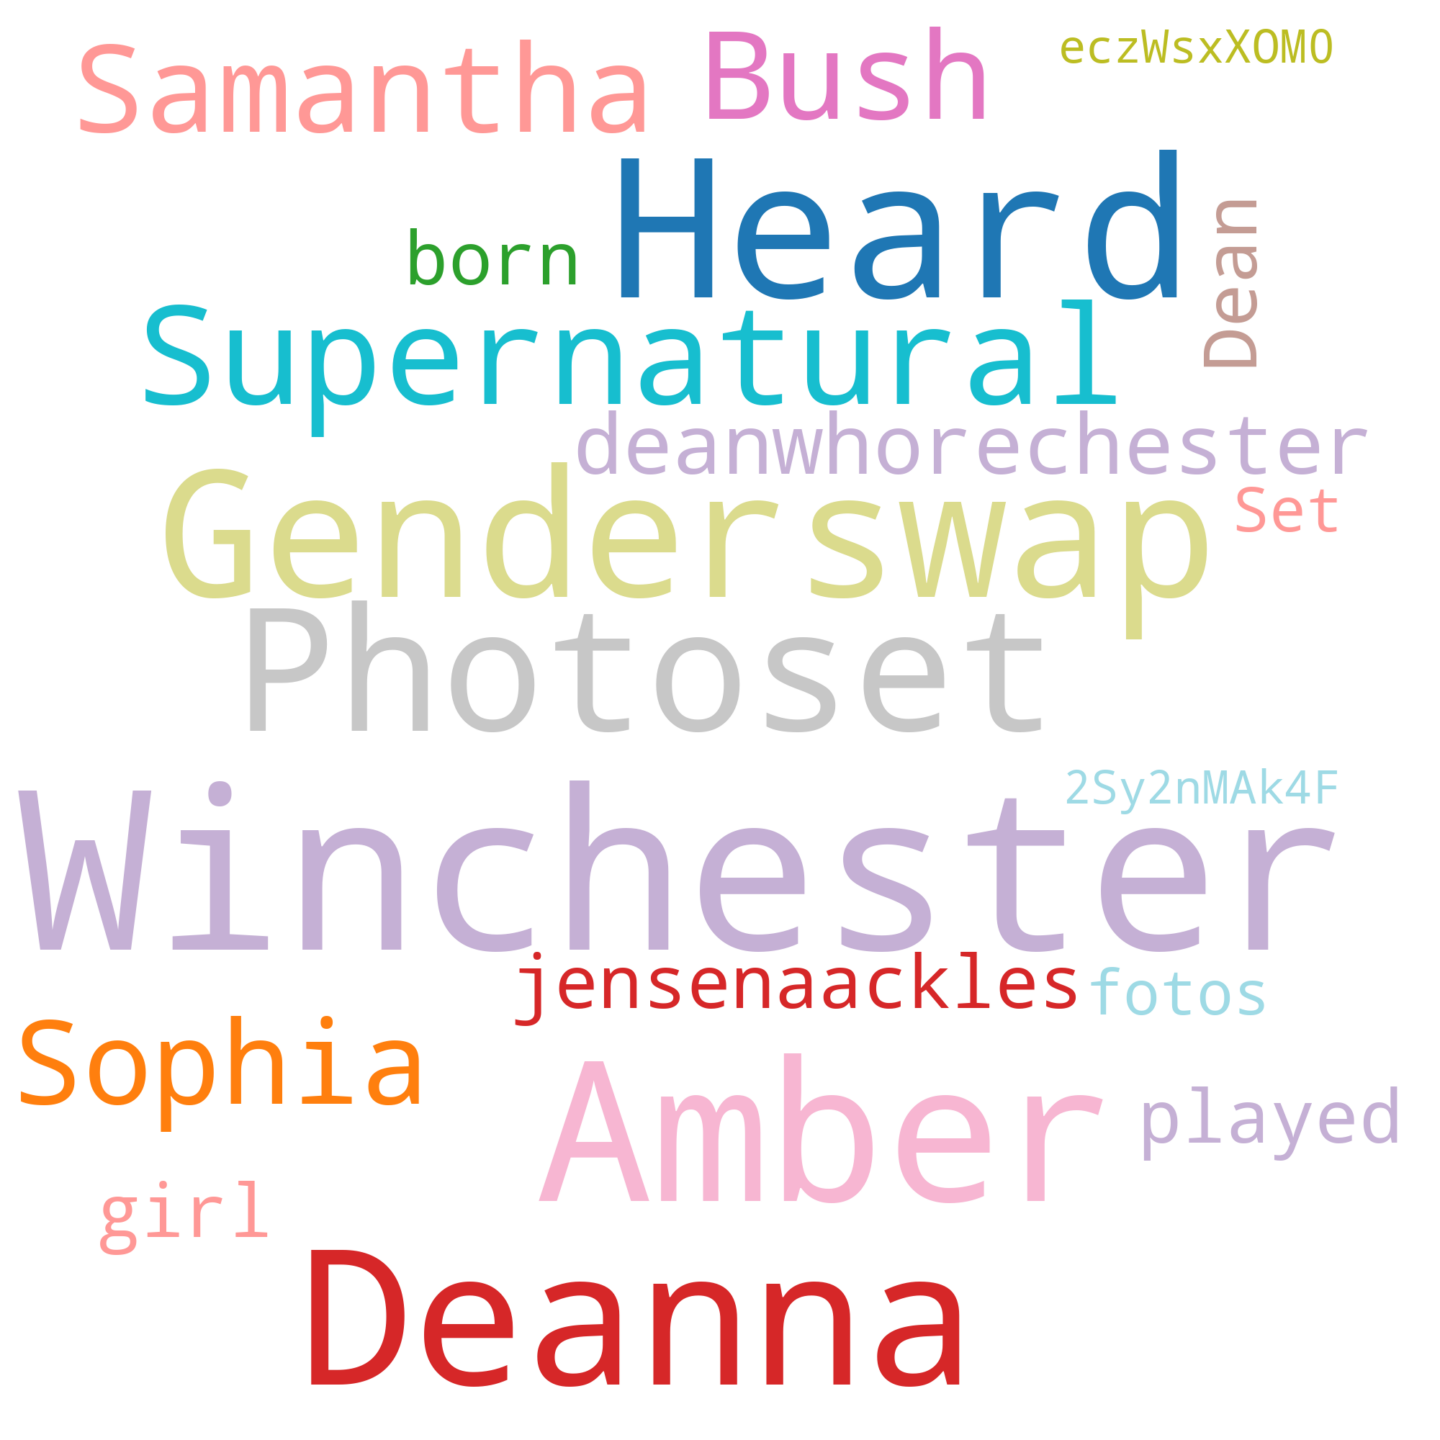 Samantha Bush eczWsxXOMO
Heard
born
Dean
Supernatural
deanwhorechester
Genderswap Set
Photoset
2Sy2nMAk4F
Winchester
jensenaackles fotos
Sophia
Amber played
girl
Deanna